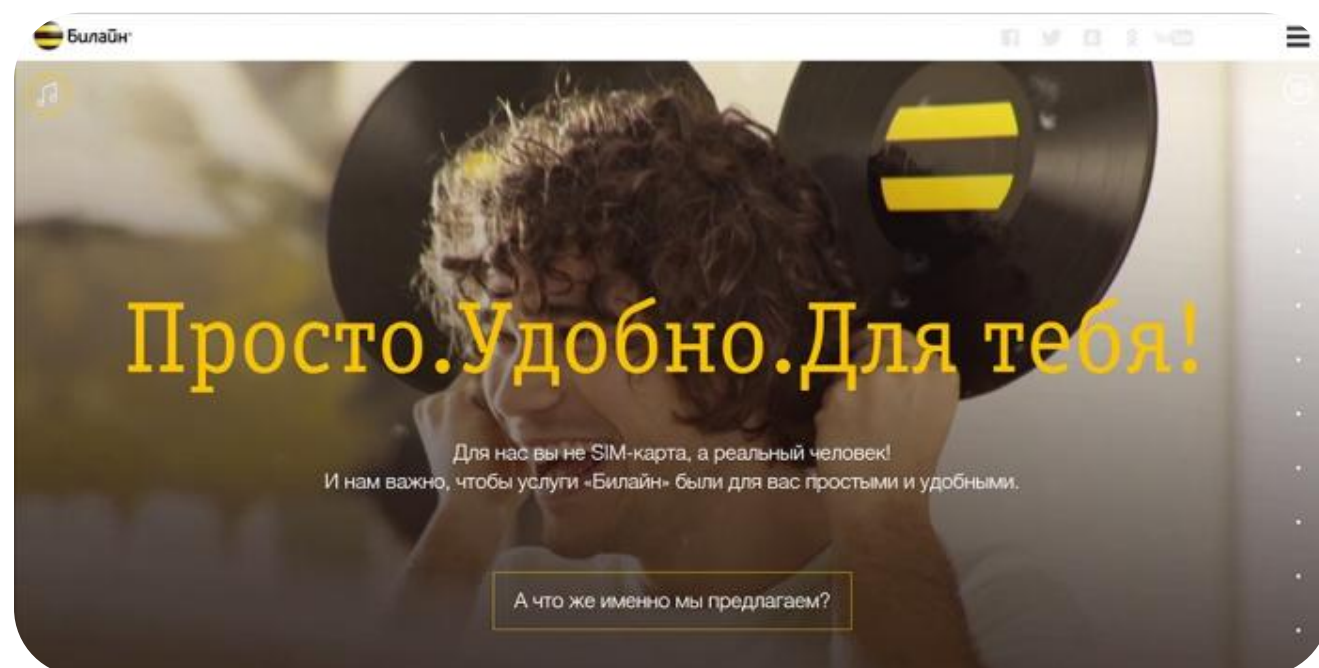 Билайн
Просто.Удобно.Для тебя!
Для нас вы не SIM-карта, а реальный человек!
И нам важно, чтобы услуги «Билайн» были для вас простыми и удобными.
А что же именно мы предлагаем?